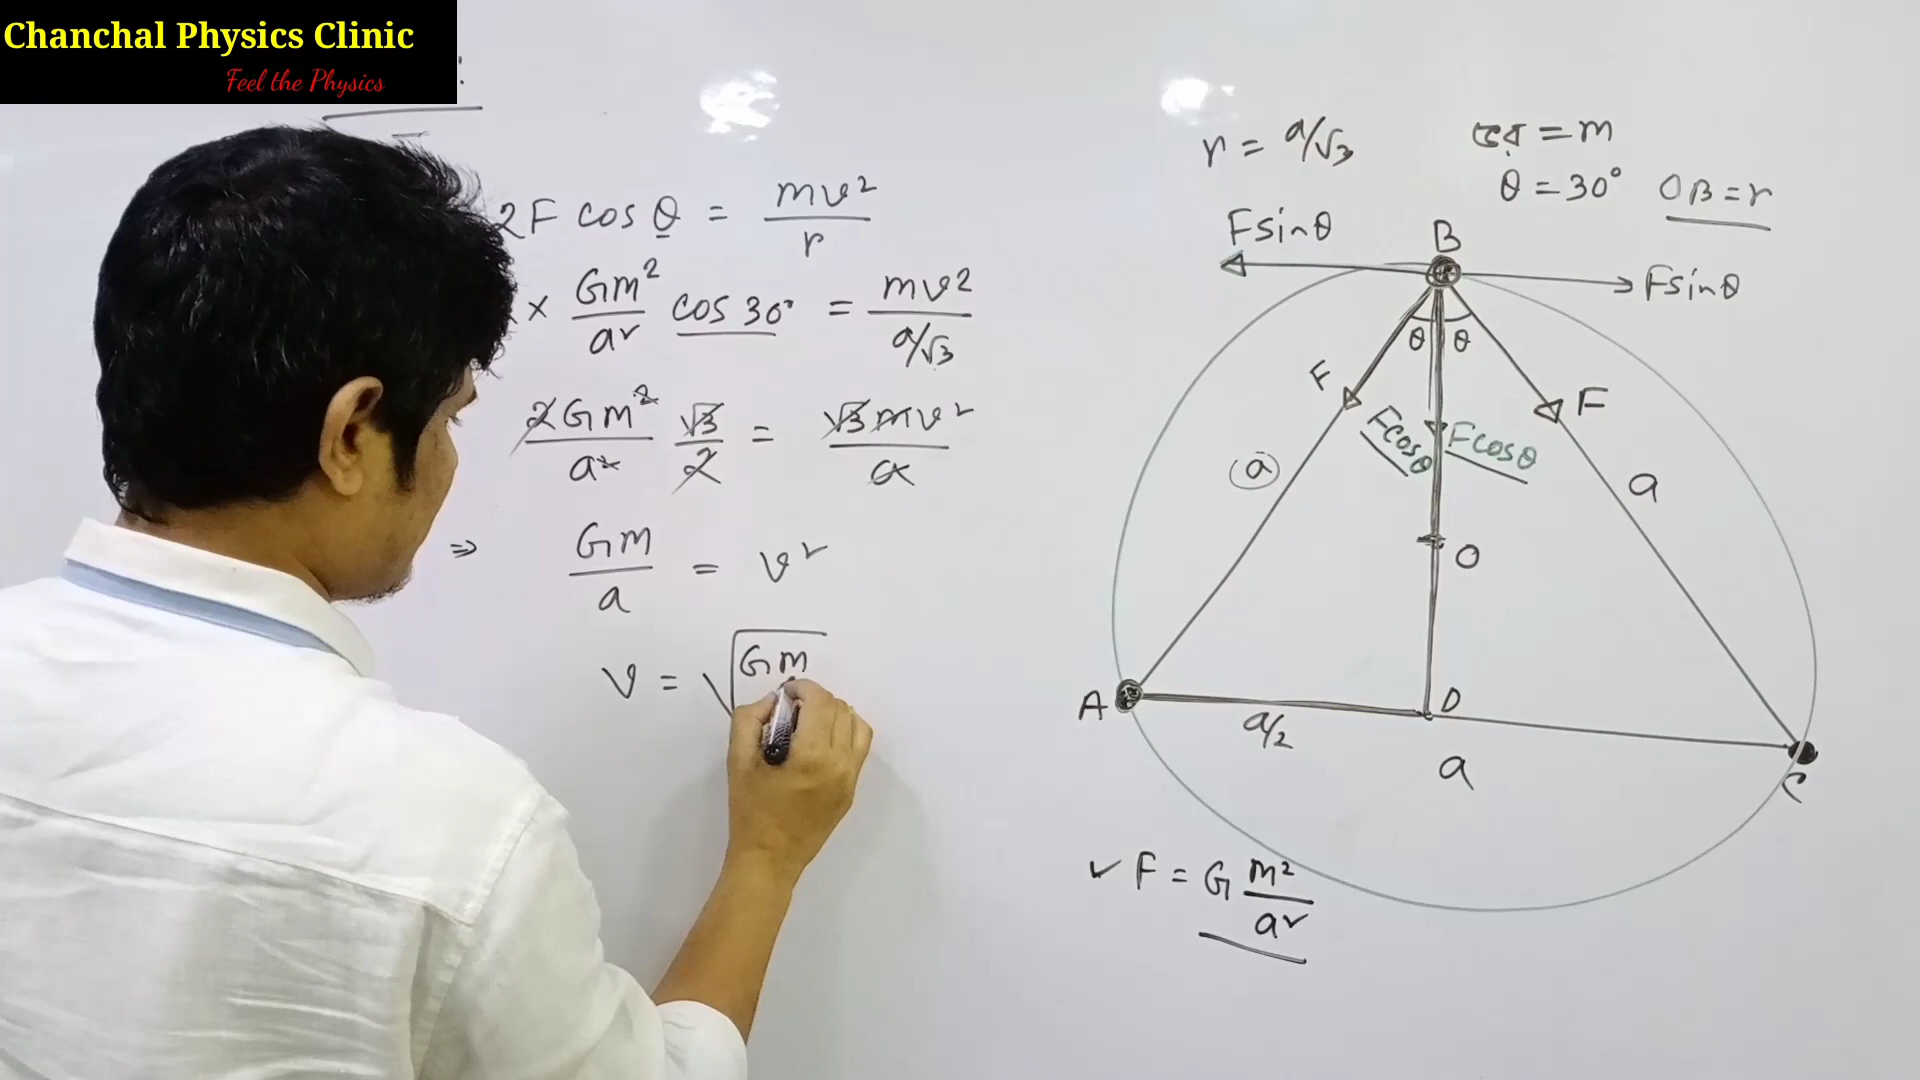 Chanchal Physics Clinic
Feel the Physics
2F cos θ = mv²/r
× Gm²/a² cos 30° = mv²/a/√3
2Gm²/a² √3/2 = √3mv²/a
⇒ Gm/a = v²
v = √Gm
r = a/√3
ভর = m
θ = 30° OB = r
Fsinθ
B
Fsinθ
θ θ
F
F
Fcosθ
Fcosθ
a
a
O
A
D
a/2
a
C
✓ F = G m²/a²